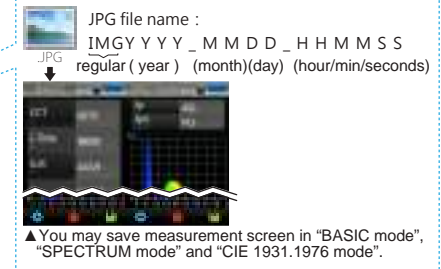 JPG file name :
IMGYYYY_MMDD_HHMMSS
.JPG
regular ( year ) (month)(day) (hour/min/seconds)
▲You may save measurement screen in “BASIC mode”,
“SPECTRUM mode” and “CIE 1931.1976 mode”.